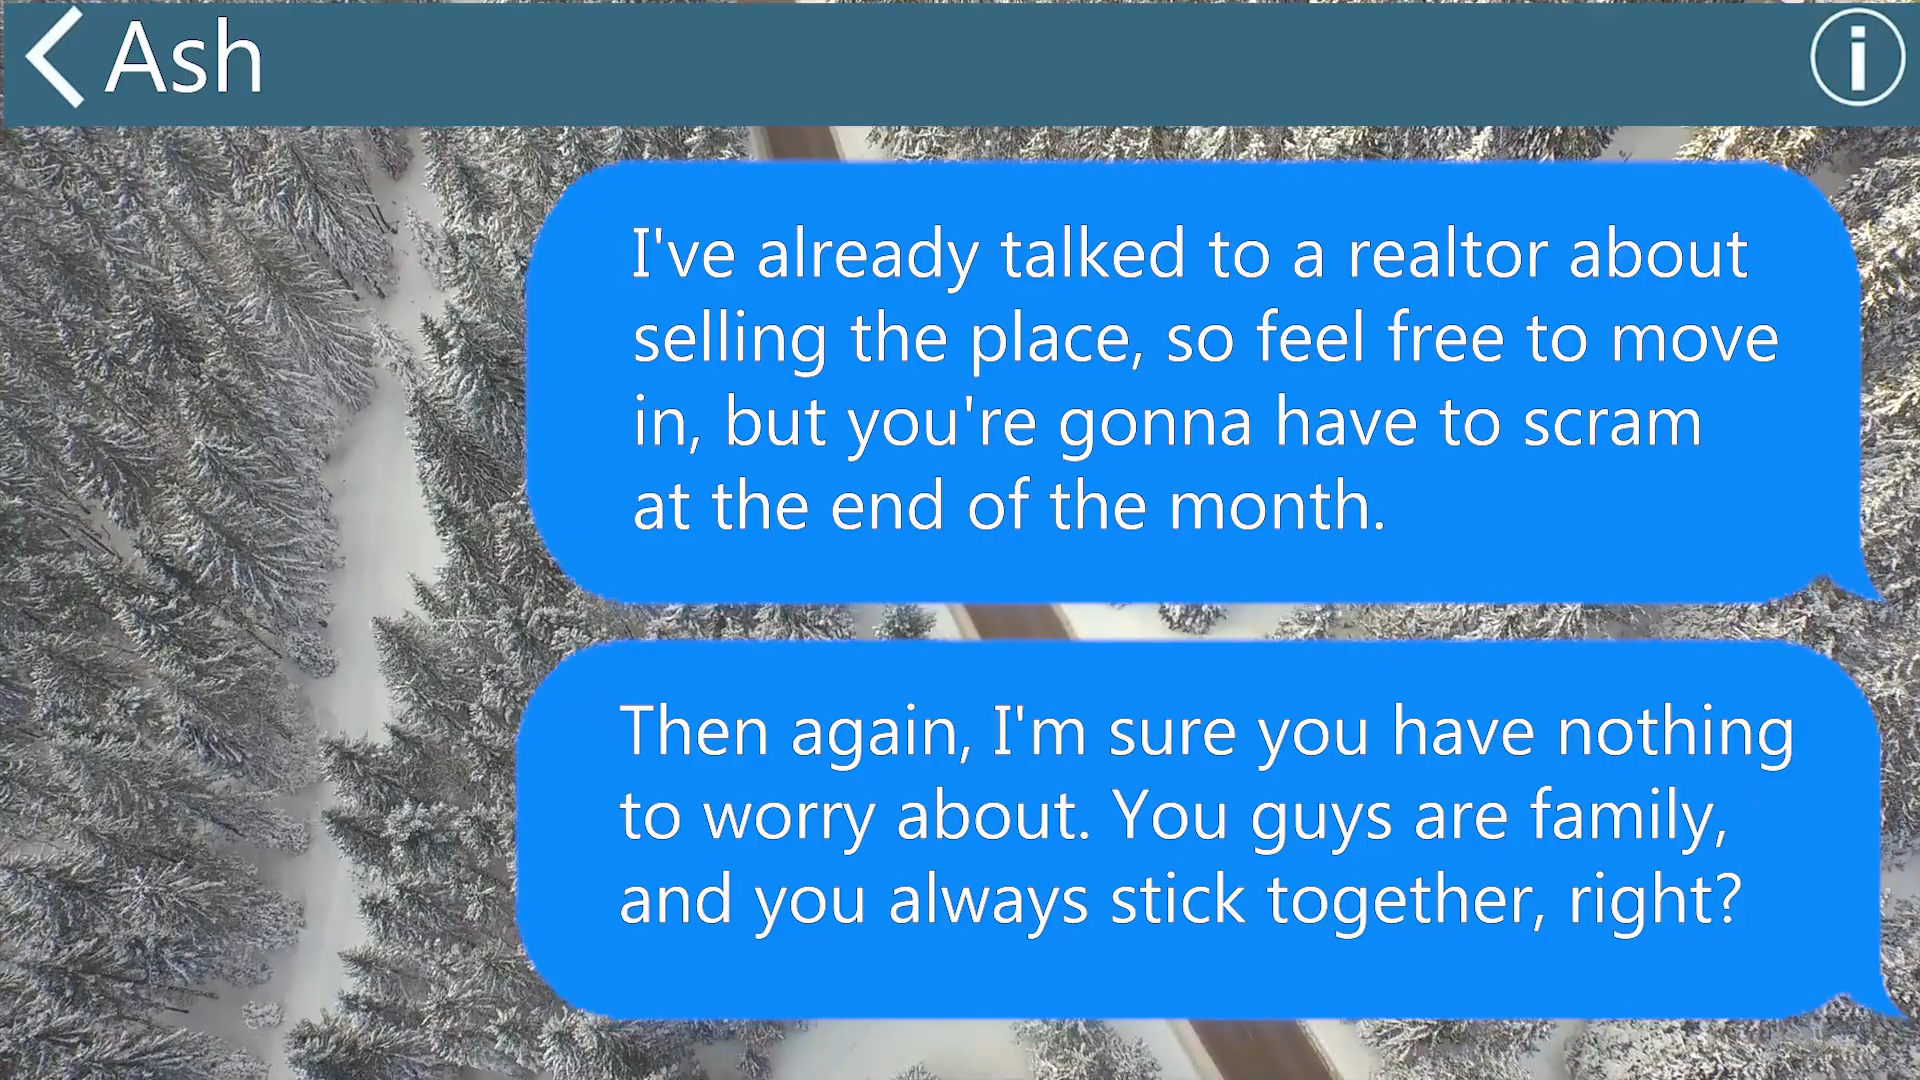 Ash
I've already talked to a realtor about
selling the place, so feel free to move
in, but you're gonna have to scram
at the end of the month.
Then again, I'm sure you have nothing
to worry about. You guys are family,
and you always stick together, right?